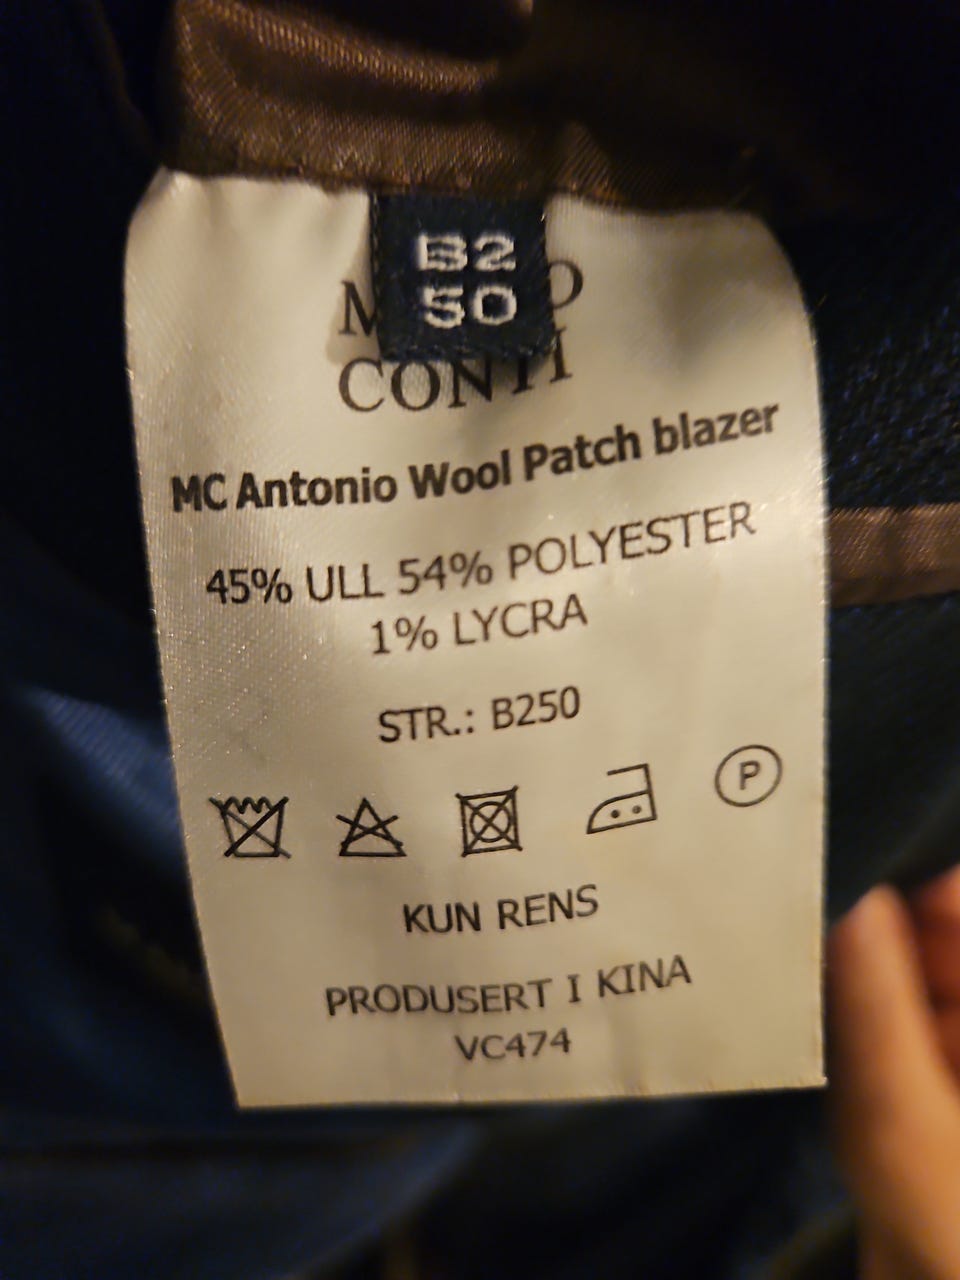 B2
50
CONTI
MC Antonio Wool Patch blazer
45% ULL 54% POLYESTER
1% LYCRA
STR.: B250
P
KUN RENS
PRODUSERT I KINA
VC474